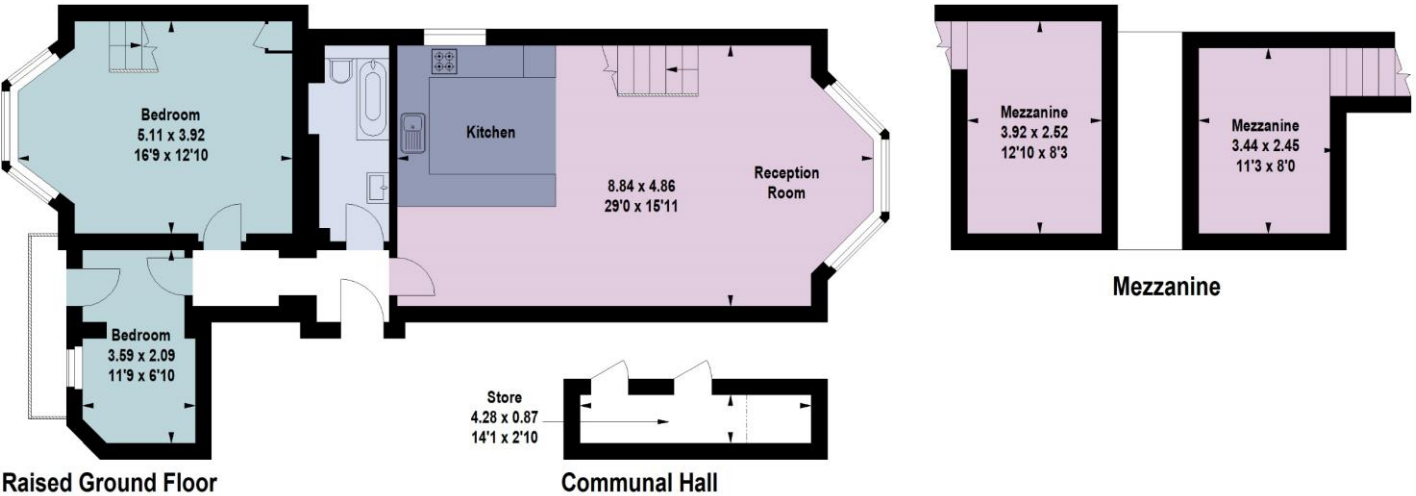 Bedroom
5.11 x 3.92
16'9 x 12'10
Kitchen
Reception
Room
8.84 x 4.86
29'0 x 15'11
Bedroom
3.59 x 2.09
11'9 x 6'10
Raised Ground Floor
Store
4.28 x 0.87
14'1 x 2'10
Communal Hall
Mezzanine
3.92 x 2.52
12'10 x 8'3
Mezzanine
3.44 x 2.45
11'3 x 8'0
Mezzanine